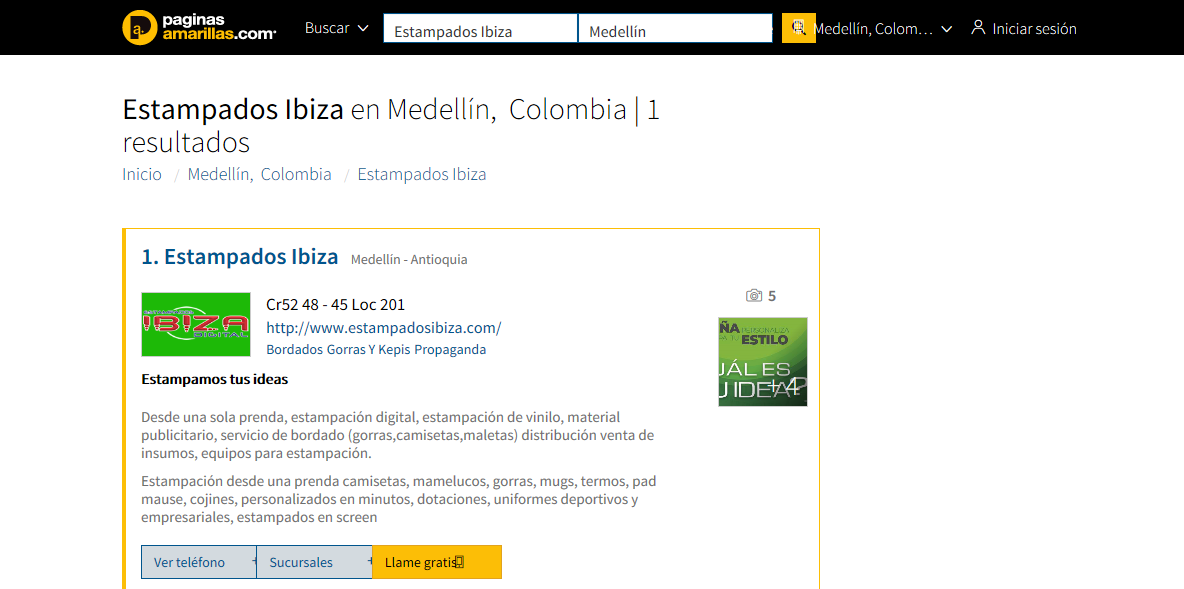 paginas
amarillas.com
Buscar
Estampados Ibiza
Medellín
Medellín, Colom…
Iniciar sesión
Estampados Ibiza en Medellín, Colombia | 1
resultados
Inicio / Medellín, Colombia / Estampados Ibiza
1. Estampados Ibiza Medellín - Antioquia
5
IBIZA
Cr52 48 - 45 Loc 201
http://www.estampadosibiza.com/
Bordados Gorras Y Kepis Propaganda
ÑA PERSONALIZA
ESTILO
UÁL ES
U IDEA?
+ 4
Estampamos tus ideas
Desde una sola prenda, estampación digital, estampación de vinilo, material
publicitario, servicio de bordado (gorras,camisetas,maletas) distribución venta de
insumos, equipos para estampación.
Estampación desde una prenda camisetas, mamelucos, gorras, mugs, termos, pad
mause, cojines, personalizados en minutos, dotaciones, uniformes deportivos y
empresariales, estampados en screen
Ver teléfono + Sucursales + Llame gratis